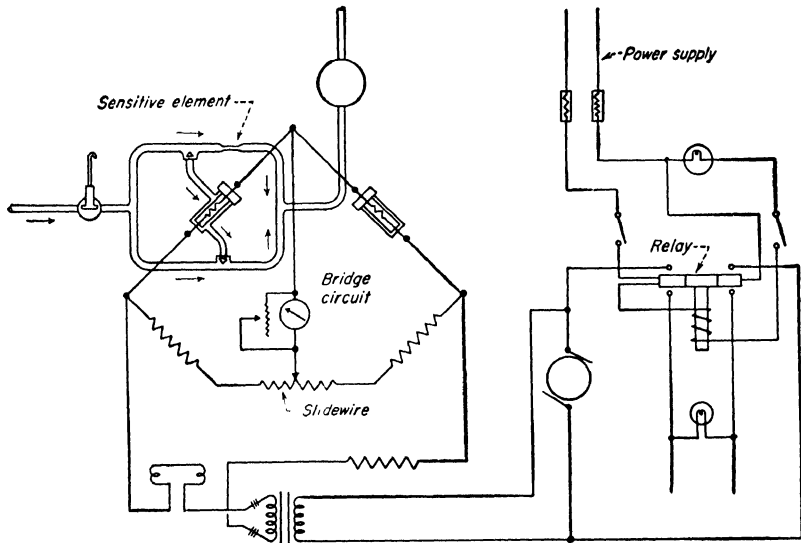 Power supply
Sensitive element
Relay
Bridge
circuit
Slidewire